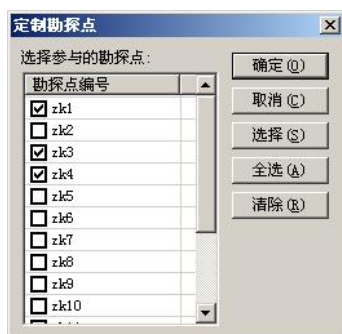 定制勘探点
选择参与的勘探点:
勘探点编号
zk1
zk2
zk3
zk4
zk5
zk6
zk7
zk8
zk9
zk10
确定(O)
取消(C)
选择(S)
全选(A)
清除(R)